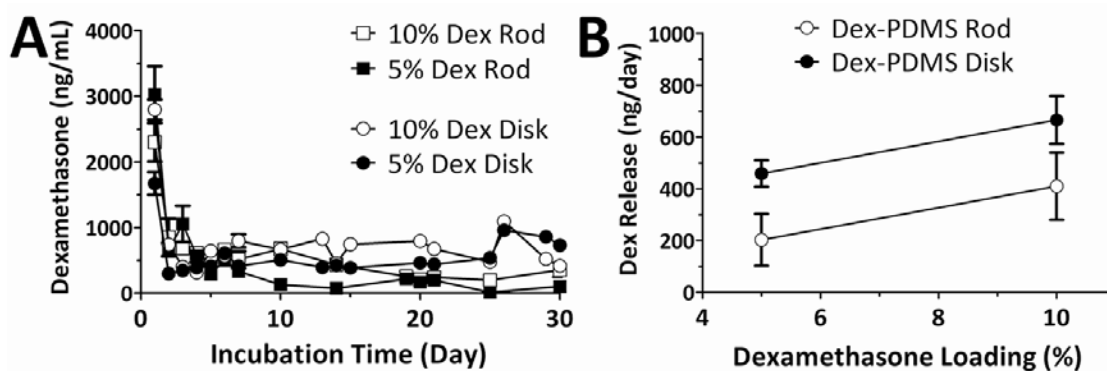 A
Dexamethasone (ng/mL)
4000
3000
2000
1000
0
10% Dex Rod
5% Dex Rod
10% Dex Disk
5% Dex Disk
0
10
20
30
Incubation Time (Day)
B
Dex Release (ng/day)
1000
800
600
400
200
0
Dex-PDMS Rod
Dex-PDMS Disk
4
6
8
10
Dexamethasone Loading (%)